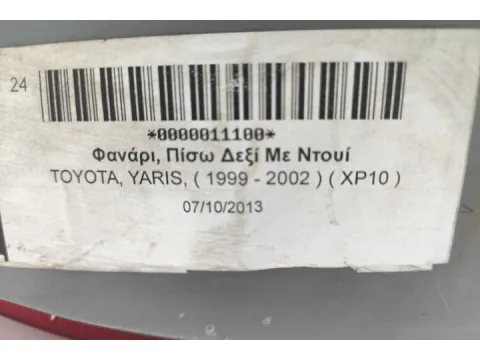 24
*0000011100*
Φανάρι, Πίσω Δεξί Με Ντουί
TOYOTA, YARIS, ( 1999 - 2002 ) ( XP10 )
07/10/2013